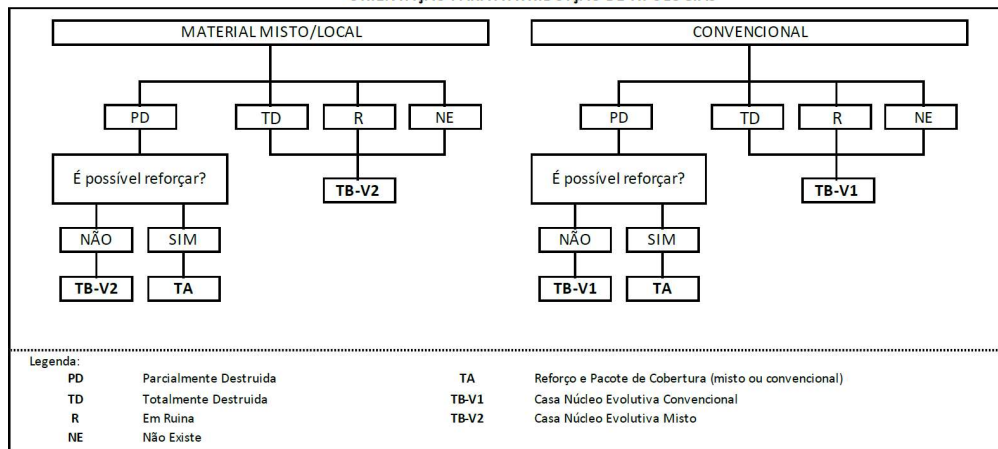 MATERIAL MISTO/LOCAL
CONVENCIONAL
PD
TD
R
NE
PD
TD
R
NE
É possível reforçar?
TB-V2
É possível reforçar?
TB-V1
NÃO
SIM
NÃO
SIM
TB-V2
TA
TB-V1
TA
Legenda:
PD Parcialmente Destruida
TA Reforço e Pacote de Cobertura (misto ou convencional)
TD Totalmente Destruida
TB-V1 Casa Núcleo Evolutiva Convencional
R Em Ruina
TB-V2 Casa Núcleo Evolutiva Misto
NE Não Existe